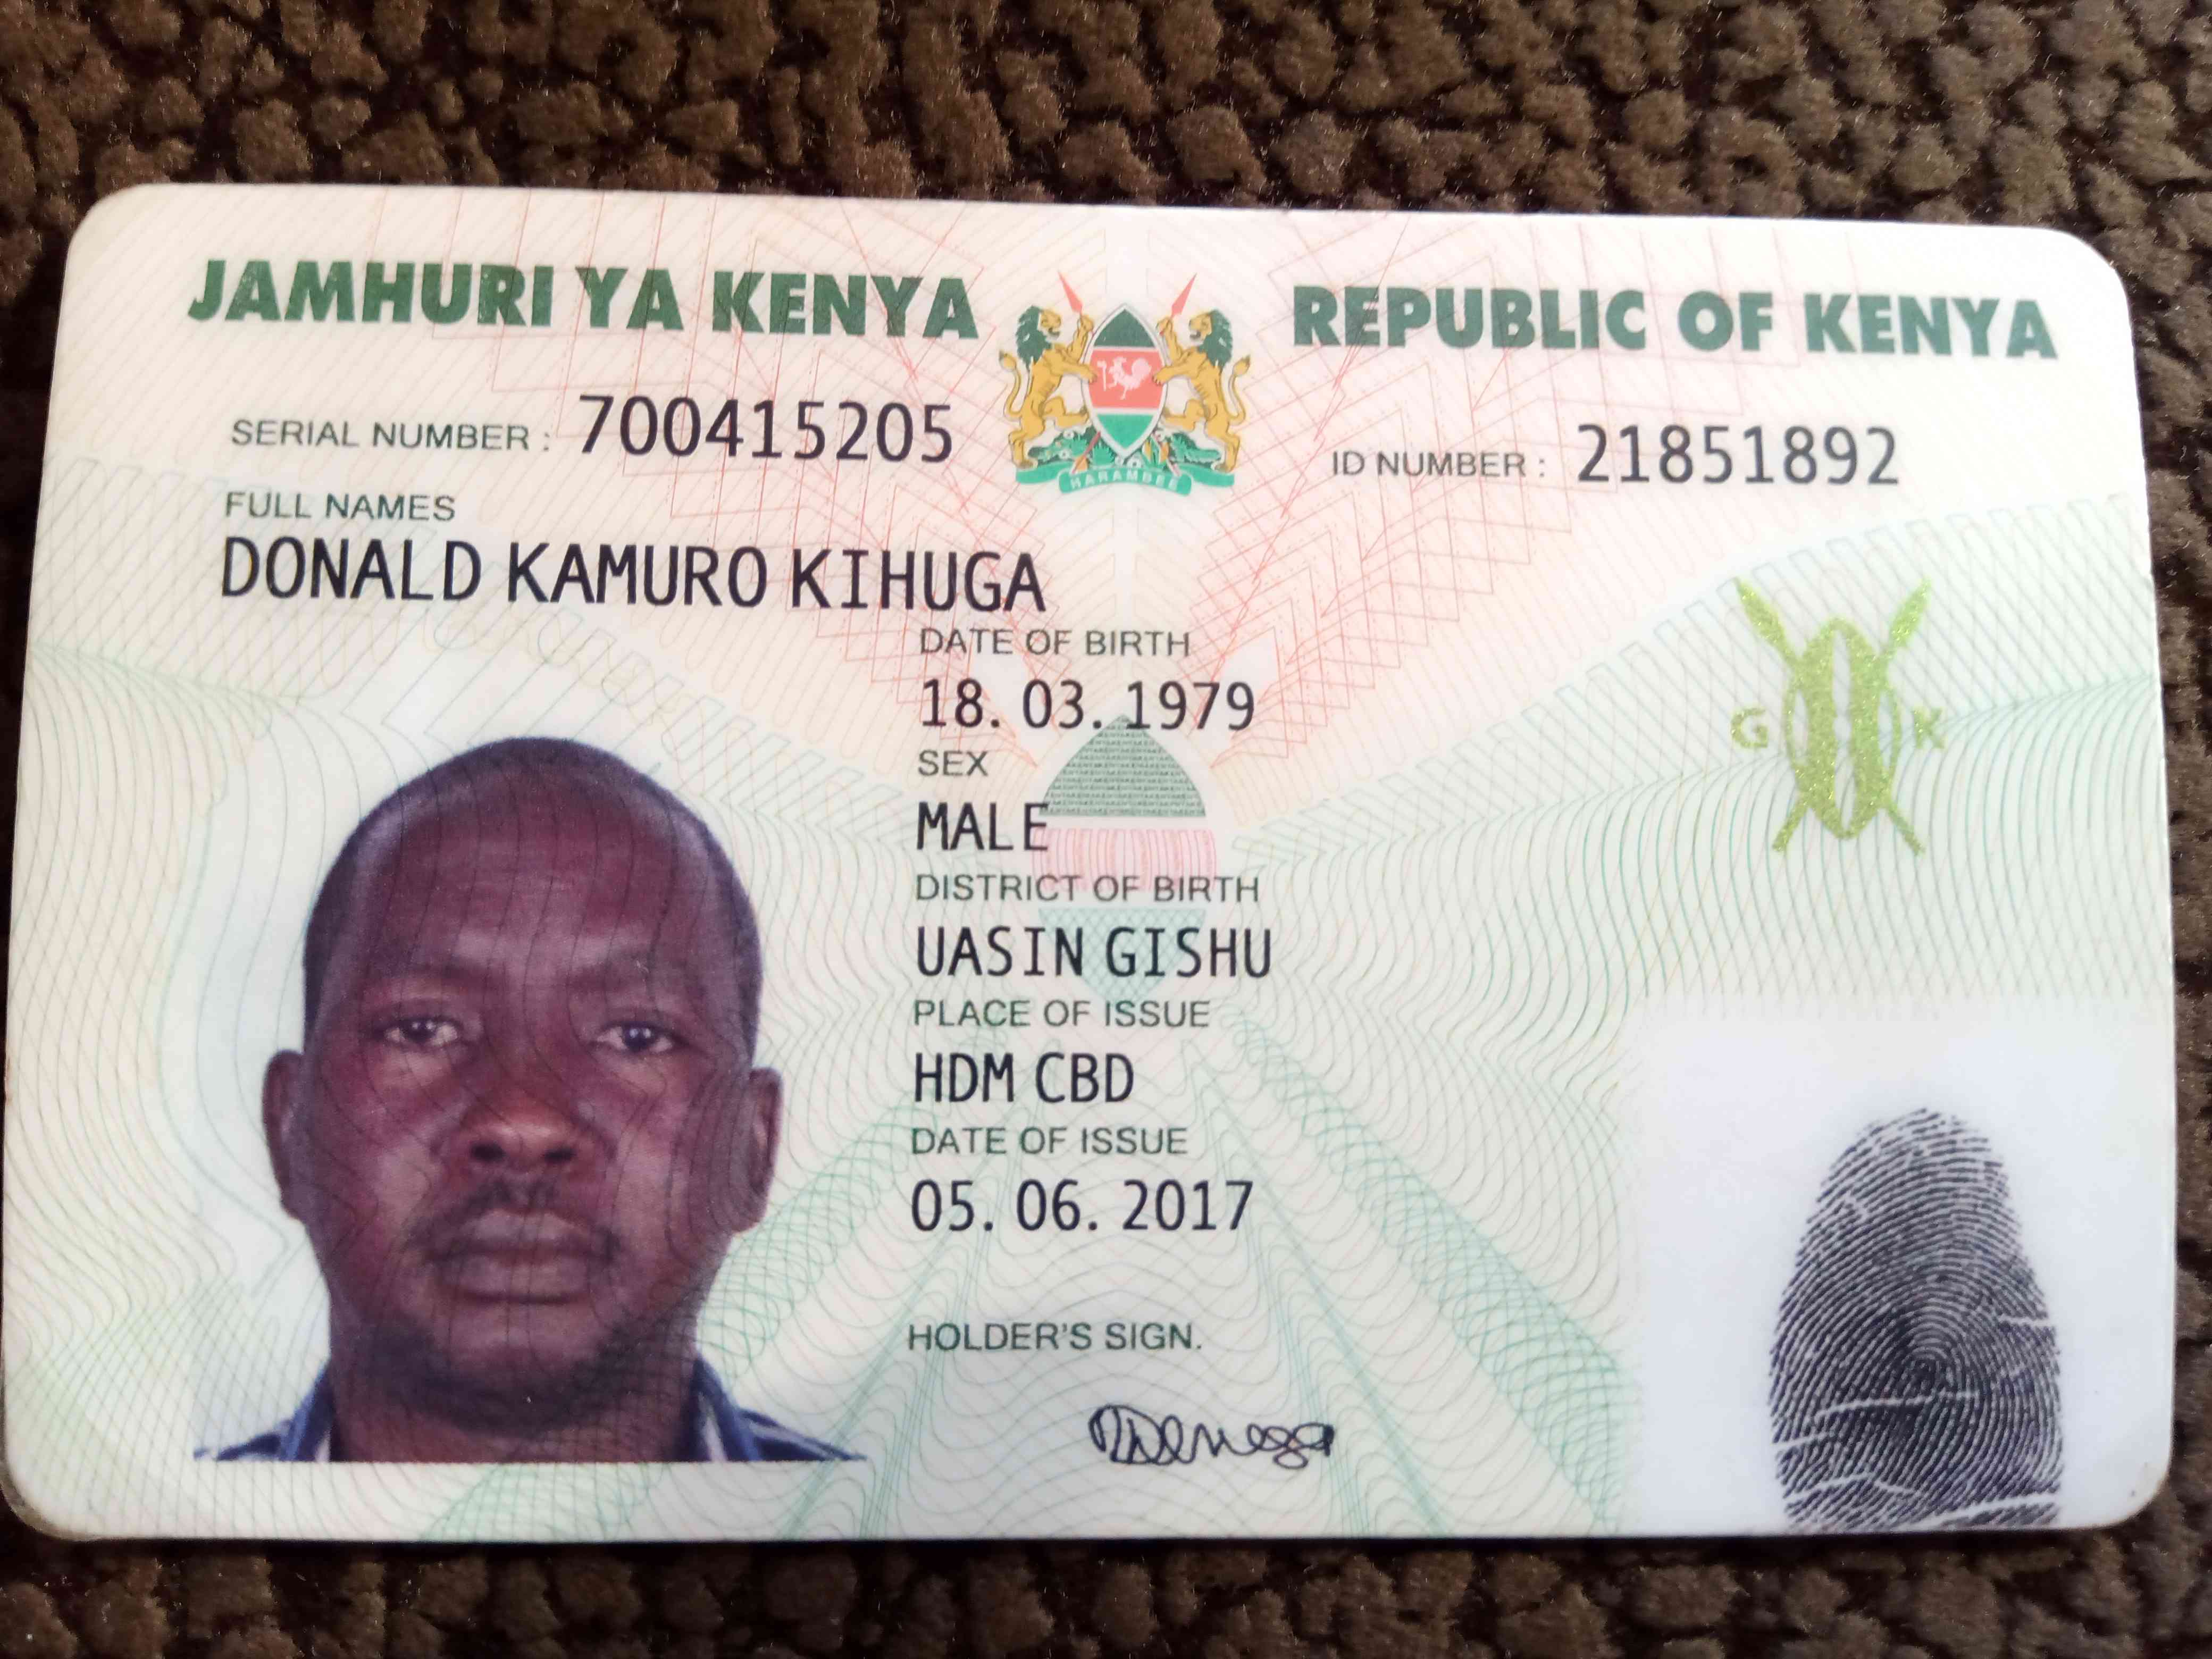 JAMHURI YA KENYA REPUBLIC OF KENYA
SERIAL NUMBER : 700415205 ID NUMBER : 21851892
HARAMBEE
FULL NAMES
DONALD KAMURO KIHUGA
DATE OF BIRTH
18. 03. 1979
G K
SEX
MALE
DISTRICT OF BIRTH
UASIN GISHU
PLACE OF ISSUE
HDM CBD
DATE OF ISSUE
05. 06. 2017
HOLDER'S SIGN.